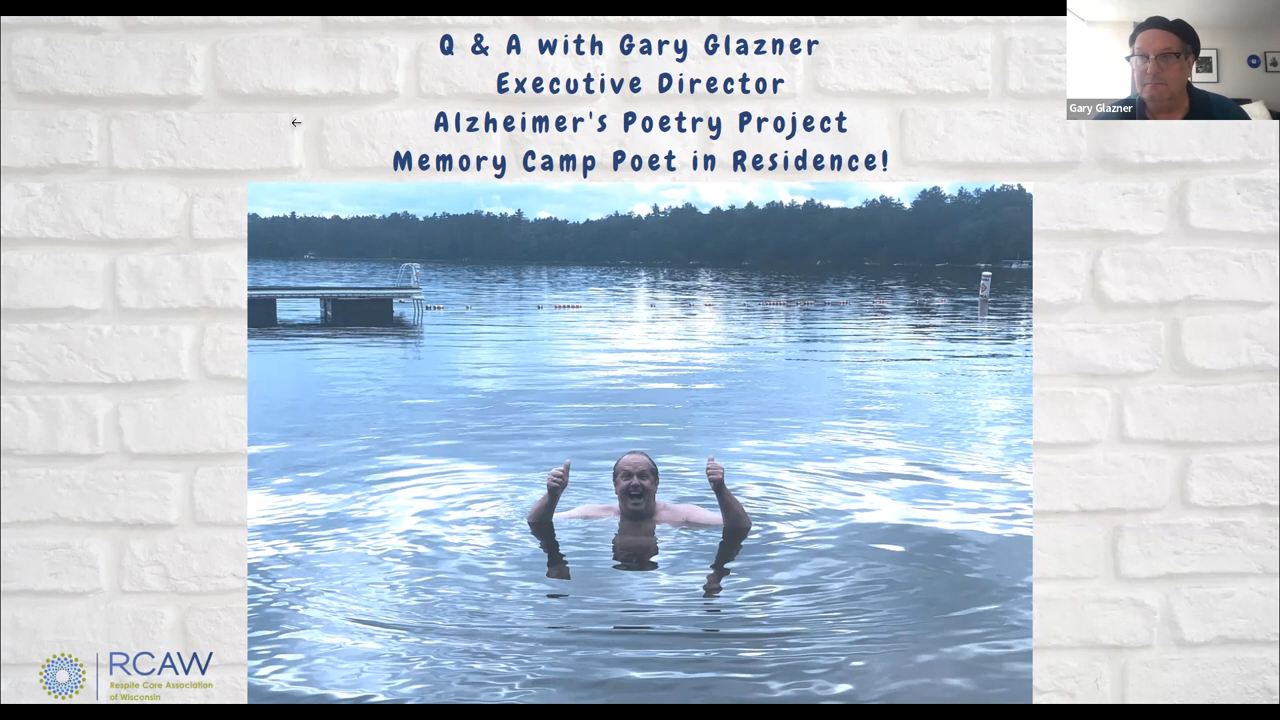 Q & A with Gary Glazner
Executive Director
Alzheimer's Poetry Project
Memory Camp Poet in Residence!
Gary Glazner
RCAW
Respite Care Association
of Wisconsin